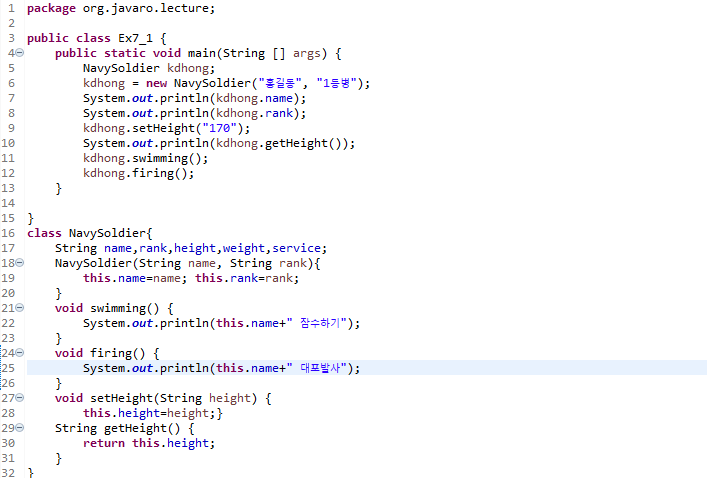 1 package org.javaro.lecture;
2
3 public class Ex7_1 {
4     public static void main(String [] args) {
5         NavySoldier kdhong;
6         kdhong = new NavySoldier("홍길동", "1등병");
7         System.out.println(kdhong.name);
8         System.out.println(kdhong.rank);
9         kdhong.setHeight("170");
10         System.out.println(kdhong.getHeight());
11         kdhong.swimming();
12         kdhong.firing();
13     }
14
15 }
16 class NavySoldier{
17     String name,rank,height,weight,service;
18     NavySoldier(String name, String rank){
19         this.name=name; this.rank=rank;
20     }
21     void swimming() {
22         System.out.println(this.name+" 잠수하기");
23     }
24     void firing() {
25         System.out.println(this.name+" 대포발사");
26     }
27     void setHeight(String height) {
28         this.height=height;}
29     String getHeight() {
30         return this.height;
31     }
32 }